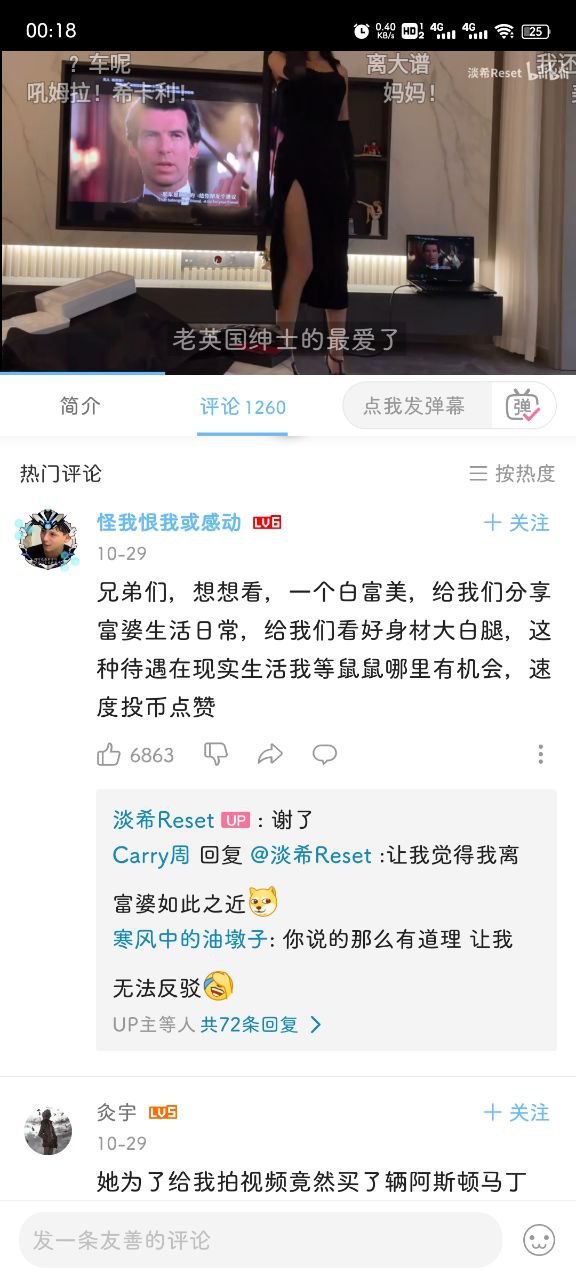 00:18
0.40
KB/s
HD 1 2
4G
4G
25
？车呢
离大谱
我还
淡希Reset bilibili
吼姆拉！希卡利！
妈妈！
老英国绅士的最爱了
简介
评论 1260
点我发弹幕
弹
热门评论
按热度
怪我恨我或感动 LV6
+ 关注
10-29
兄弟们，想想看，一个白富美，给我们分享
富婆生活日常，给我们看好身材大白腿，这
种待遇在现实生活我等鼠鼠哪里有机会，速
度投币点赞
6863
淡希Reset UP : 谢了
Carry周 回复 @淡希Reset :让我觉得我离
富婆如此之近
寒风中的油墩子: 你说的那么有道理 让我
无法反驳
UP主等人 共72条回复 >
灸宇 LV5
+ 关注
10-29
她为了给我拍视频竟然买了辆阿斯顿马丁
发一条友善的评论